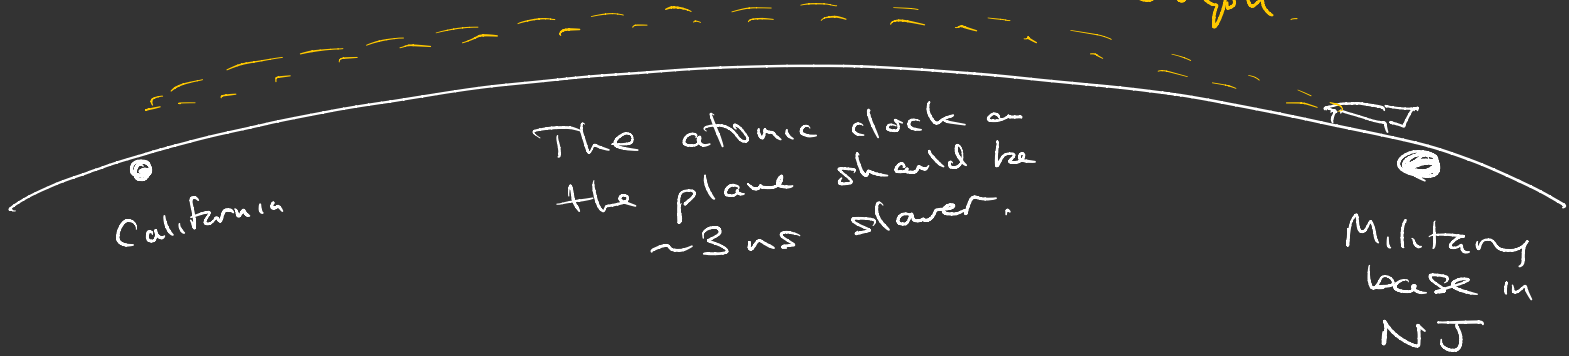 The atomic clock on
the plane should be
~3 ns slower.
California
Military
base in
NJ